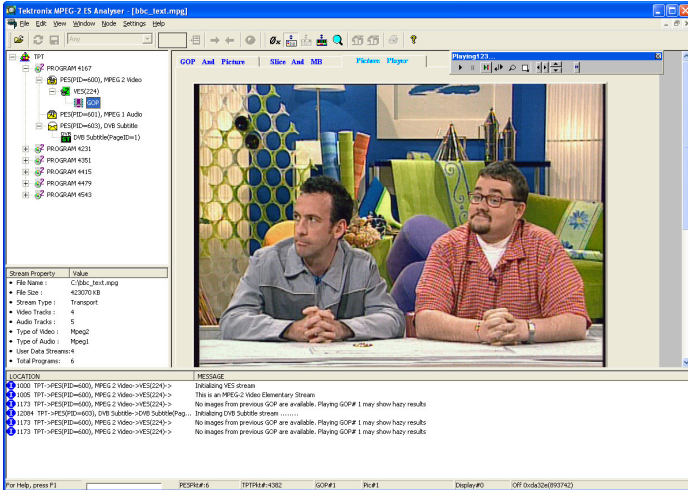 Tektronix MPEG-2 ES Analyser - [bbc_text.mpg]
File Edit View Window Node Settings Help
Any
TPT
PROGRAM 4167
PES(PID=600), MPEG 2 Video
VES(224)
GOP
PES(PID=601), MPEG 1 Audio
PES(PID=603), DVB Subtitle
DVB Subtitle(PageID=1)
PROGRAM 4231
PROGRAM 4351
PROGRAM 4415
PROGRAM 4479
PROGRAM 4543
GOP And Picture Slice And MB Picture Player
Playing123...
Stream Property Value
File Name : C:\bbc_text.mpg
File Size : 423070 KB
Stream Type : Transport
Video Tracks : 4
Audio Tracks : 5
Type of Video : Mpeg2
Type of Audio : Mpeg1
User Data Streams: 4
Total Programs: 6
LOCATION MESSAGE
1000 TPT->PES(PID=600), MPEG 2 Video->VES(224)-> Initializing VES stream
1005 TPT->PES(PID=600), MPEG 2 Video->VES(224)-> This is an MPEG-2 Video Elementary Stream
1173 TPT->PES(PID=600), MPEG 2 Video->VES(224)-> No images from previous GOP are available. Playing GOP# 1 may show hazy results
12084 TPT->PES(PID=603), DVB Subtitle->DVB Subtitle(Pag... Initializing DVB Subtitle stream ........
1173 TPT->PES(PID=600), MPEG 2 Video->VES(224)-> No images from previous GOP are available. Playing GOP# 1 may show hazy results
1173 TPT->PES(PID=600), MPEG 2 Video->VES(224)-> No images from previous GOP are available. Playing GOP# 1 may show hazy results
For Help, press F1 PESPkt#:6 TPTPkt#:4382 GOP#1 Pic#1 Display#0 Off 0xda32e(893742)